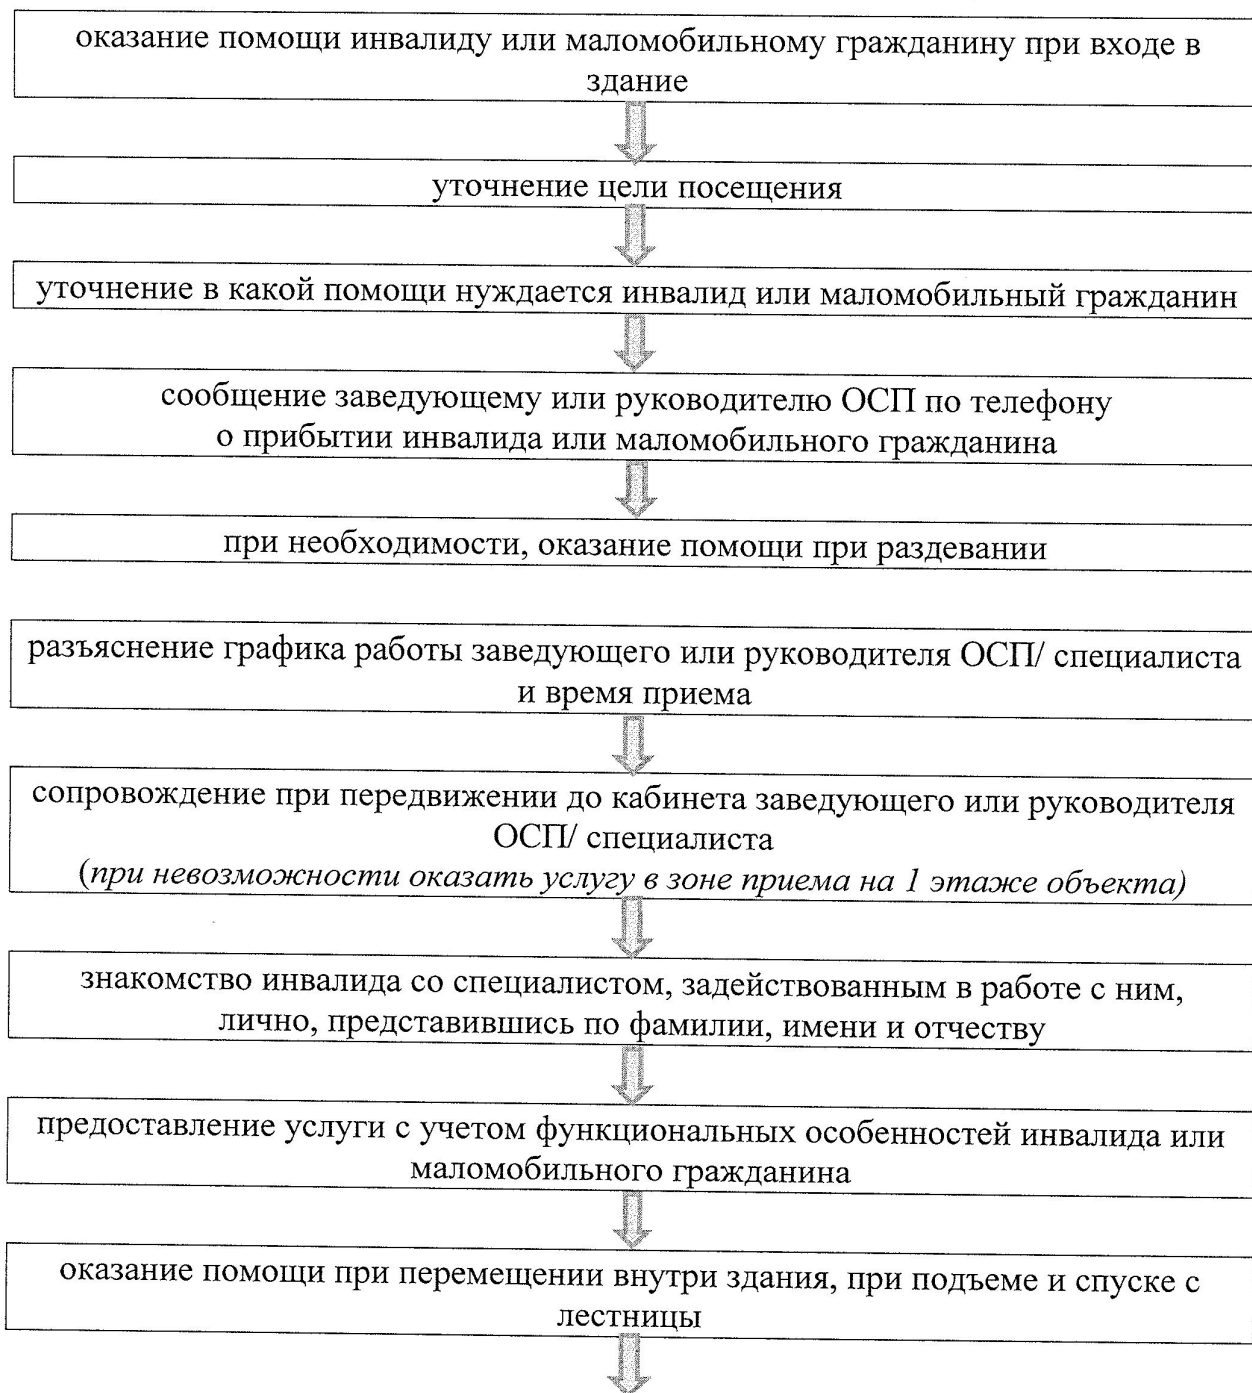 оказание помощи инвалиду или маломобильному гражданину при входе в
здание
уточнение цели посещения
уточнение в какой помощи нуждается инвалид или маломобильный гражданин
сообщение заведующему или руководителю ОСП по телефону
о прибытии инвалида или маломобильного гражданина
при необходимости, оказание помощи при раздевании
разъяснение графика работы заведующего или руководителя ОСП/ специалиста
и время приема
сопровождение при передвижении до кабинета заведующего или руководителя
ОСП/ специалиста
(при невозможности оказать услугу в зоне приема на 1 этаже объекта)
знакомство инвалида со специалистом, задействованным в работе с ним,
лично, представившись по фамилии, имени и отчеству
предоставление услуги с учетом функциональных особенностей инвалида или
маломобильного гражданина
оказание помощи при перемещении внутри здания, при подъеме и спуске с
лестницы